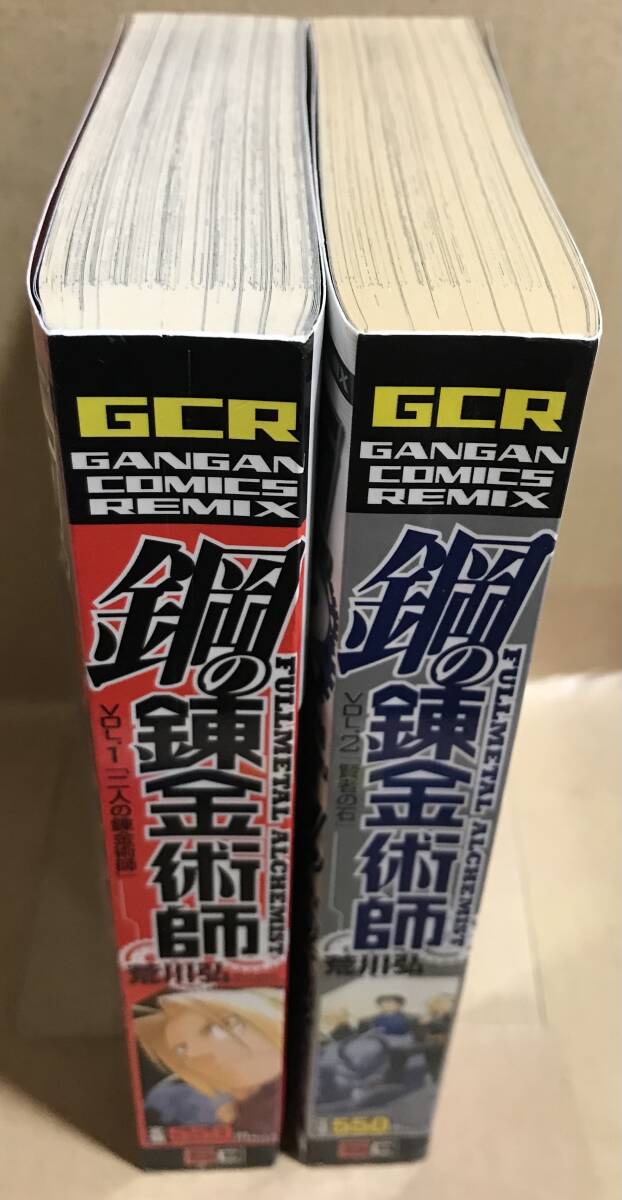 GCR
GANGAN
COMICS
REMIX
鋼の錬金術師
FULLMETAL ALCHEMIST
VOL.1「二人の錬金術師」
荒川弘
550
GCR
GANGAN
COMICS
REMIX
鋼の錬金術師
FULLMETAL ALCHEMIST
VOL.2「賢者の石」
荒川弘
550